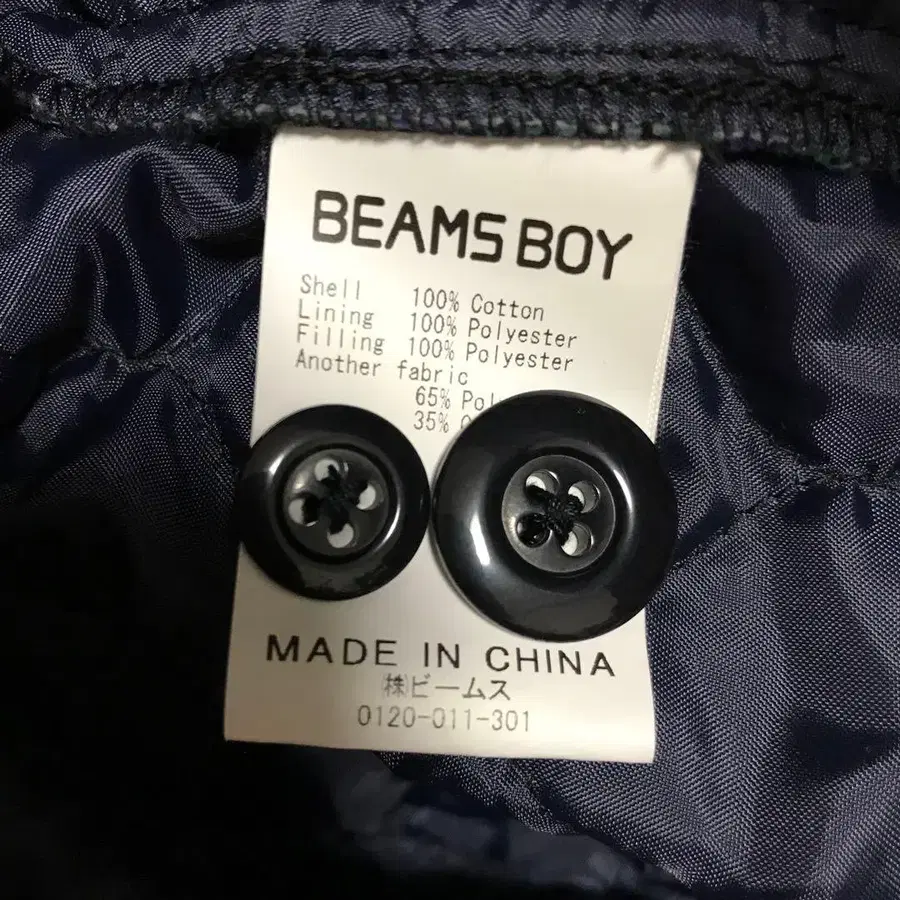 BEAMS BOY
Shell 100% Cotton
Lining 100% Polyester
Filling 100% Polyester
Another fabric
65%
35%
MADE IN CHINA
㈱ビームス
0120-011-301